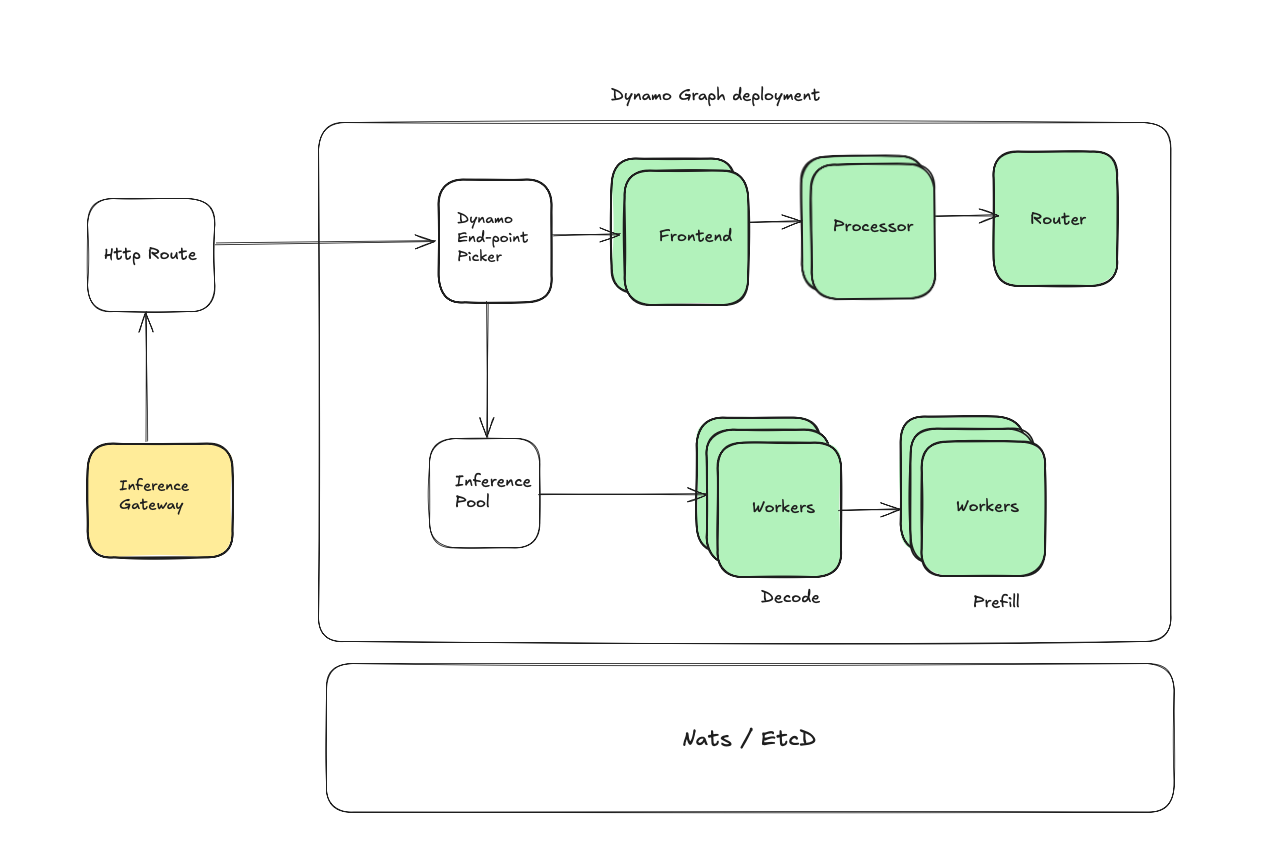 Dynamo Graph deployment
Http Route
Dynamo
End-point
Picker
Frontend
Processor
Router
Inference
Gateway
Inference
Pool
Workers
Workers
Decode
Prefill
Nats / EtcD